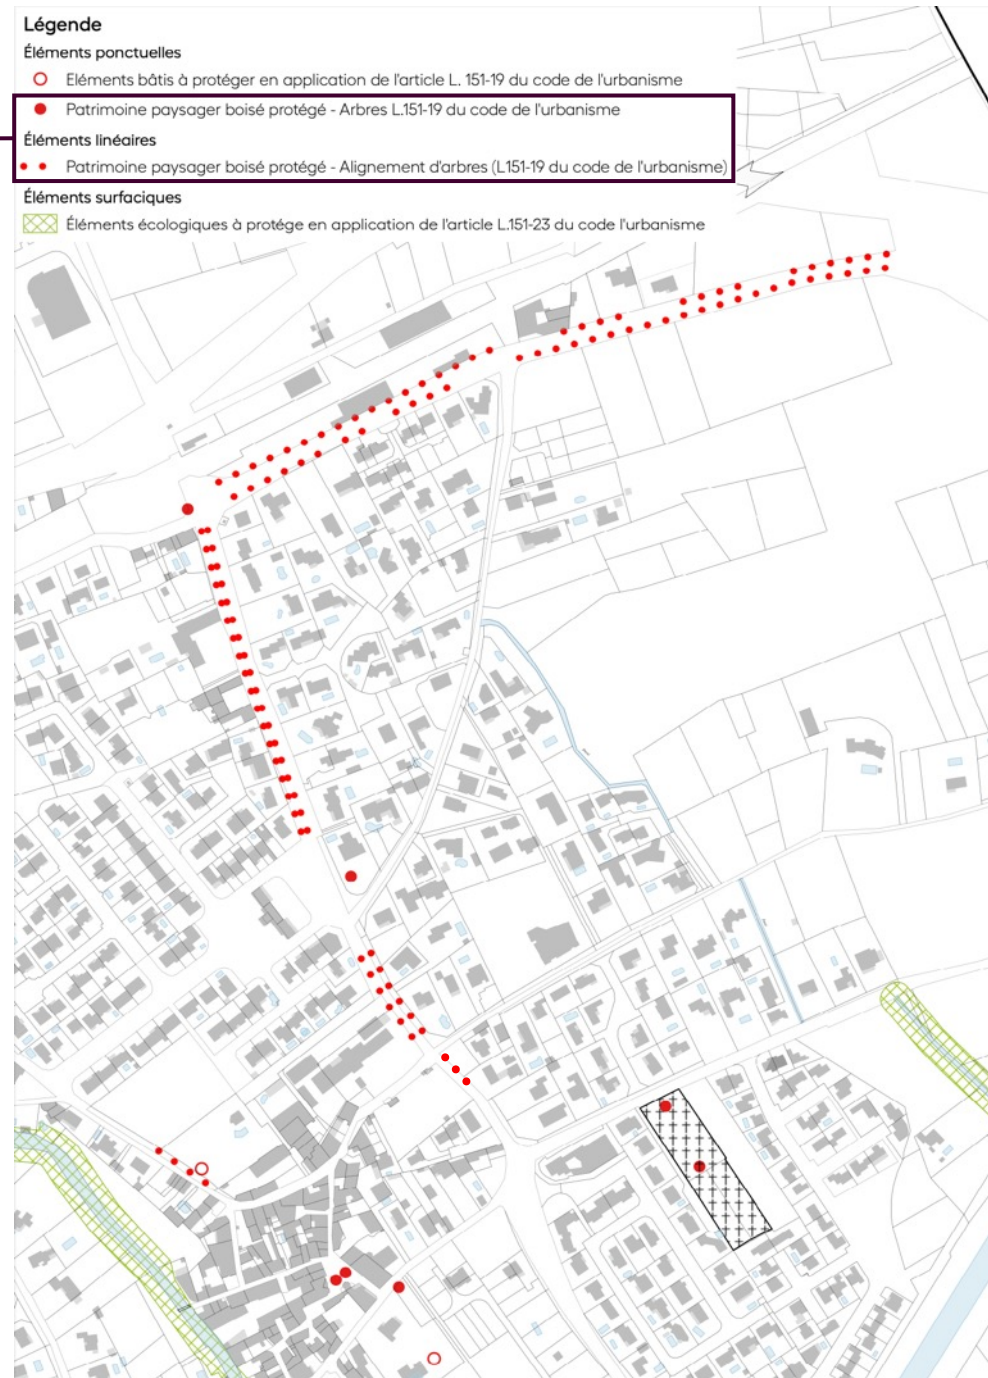 Légende
Éléments ponctuelles
Eléments bâtis à protéger en application de l'article L. 151-19 du code de l'urbanisme
Patrimoine paysager boisé protégé - Arbres L.151-19 du code de l'urbanisme
Éléments linéaires
Patrimoine paysager boisé protégé - Alignement d'arbres (L151-19 du code de l'urbanisme)
Éléments surfaciques
Éléments écologiques à protége en application de l'article L.151-23 du code l'urbanisme